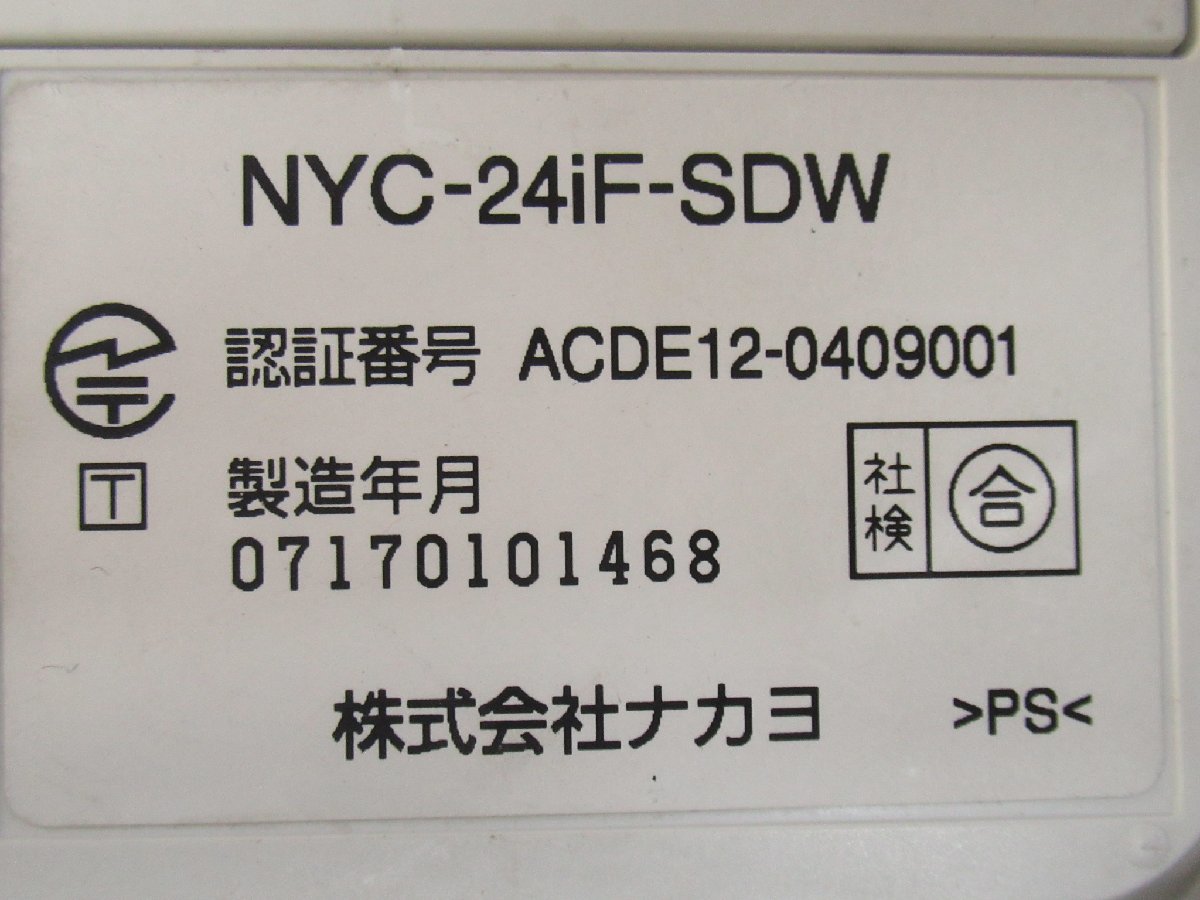 NYC-24iF-SDW
認証番号 ACDE12-0409001
T
製造年月
07170101468
社検 合
株式会社ナカヨ >PS<